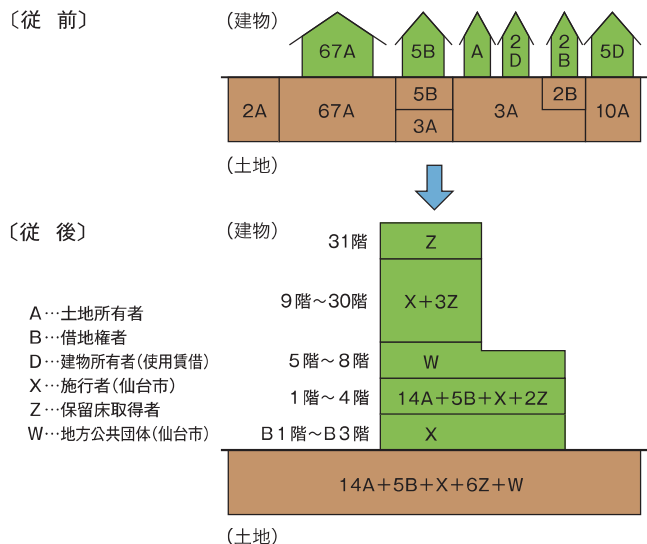 〔従　前〕
（建物）
67A
5B
A
2D
2B
5D
2A
67A
5B
3A
3A
2B
10A
（土地）
〔従　後〕
（建物）
31階
Z
9階～30階
X＋3Z
5階～8階
W
1階～4階
14A＋5B＋X＋2Z
B1階～B3階
X
A…土地所有者
B…借地権者
D…建物所有者（使用賃借）
X…施行者（仙台市）
Z…保留床取得者
W…地方公共団体（仙台市）
14A＋5B＋X＋6Z＋W
（土地）